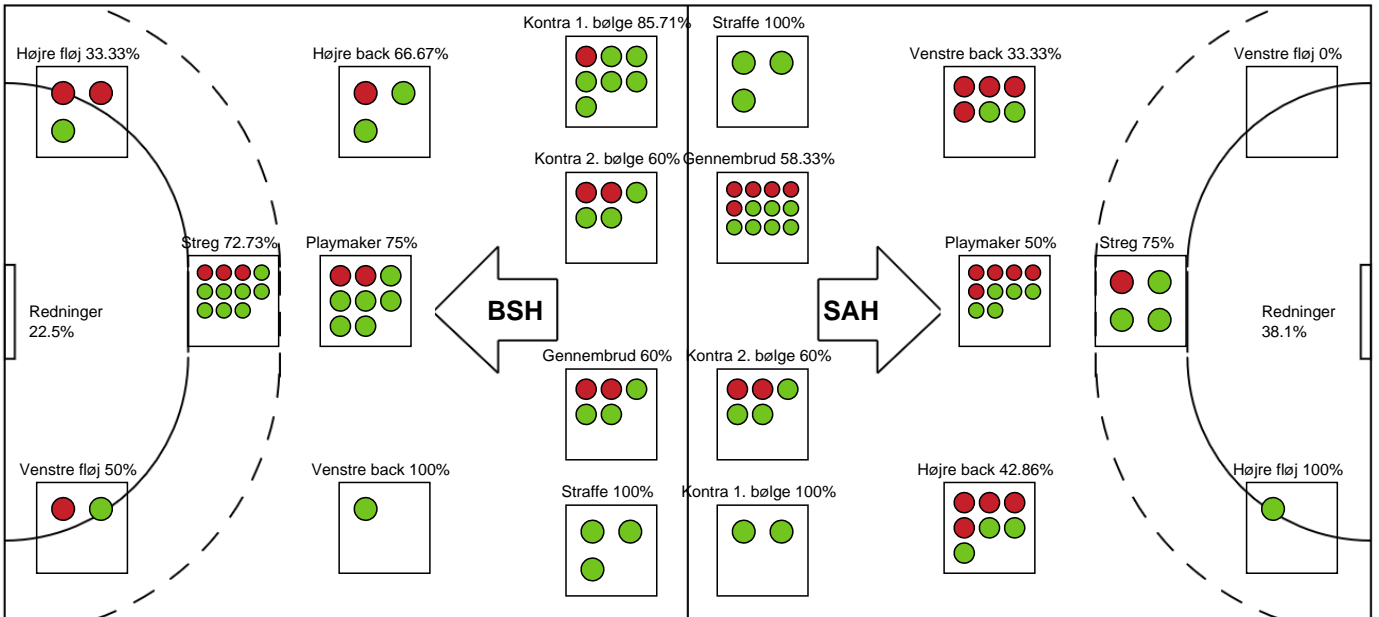 Kontra 1. bølge 85.71%
Straffe 100%
Højre fløj 33.33%
Højre back 66.67%
Venstre back 33.33%
Venstre fløj 0%
Kontra 2. bølge 60%
Gennembrud 58.33%
Streg 72.73%
Playmaker 75%
Playmaker 50%
Streg 75%
Redninger
22.5%
BSH
SAH
Redninger
38.1%
Gennembrud 60%
Kontra 2. bølge 60%
Venstre fløj 50%
Venstre back 100%
Højre back 42.86%
Højre fløj 100%
Straffe 100%
Kontra 1. bølge 100%